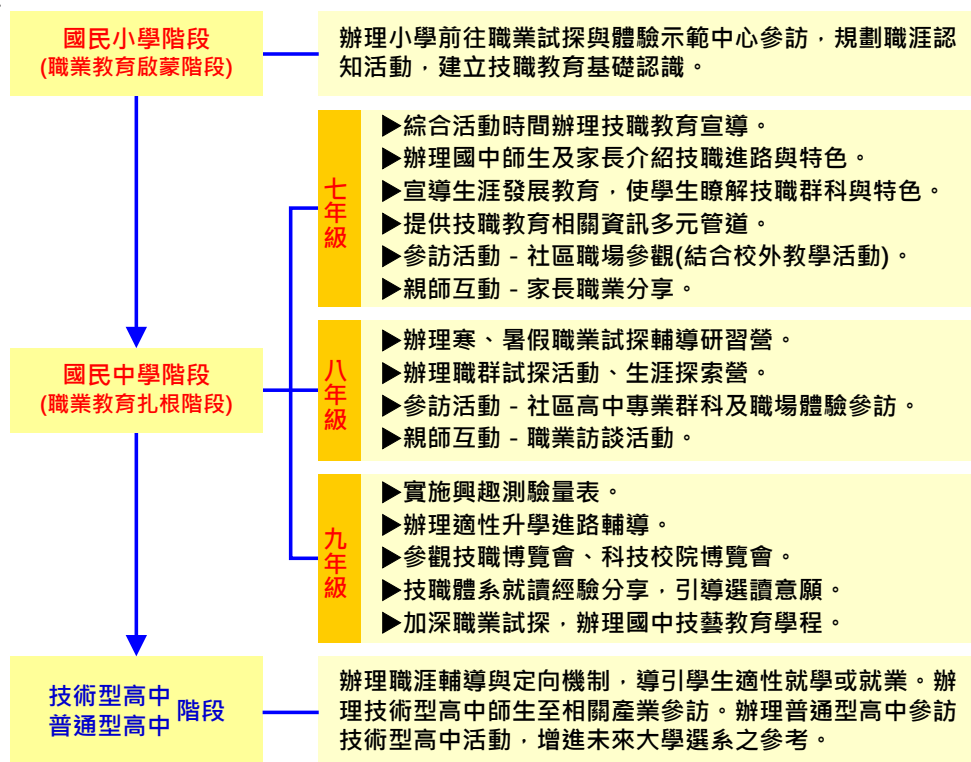 國民小學階段
(職業教育啟蒙階段)
辦理小學前往職業試探與體驗示範中心參訪，規劃職涯認
知活動，建立技職教育基礎認識。
七年級
▶綜合活動時間辦理技職教育宣導。
▶辦理國中師生及家長介紹技職進路與特色。
▶宣導生涯發展教育，使學生瞭解技職群科與特色。
▶提供技職教育相關資訊多元管道。
▶參訪活動－社區職場參觀(結合校外教學活動)。
▶親師互動－家長職業分享。
國民中學階段
(職業教育扎根階段)
八年級
▶辦理寒、暑假職業試探輔導研習營。
▶辦理職群試探活動、生涯探索營。
▶參訪活動－社區高中專業群科及職場體驗參訪。
▶親師互動－職業訪談活動。
九年級
▶實施興趣測驗量表。
▶辦理適性升學進路輔導。
▶參觀技職博覽會、科技校院博覽會。
▶技職體系就讀經驗分享，引導選讀意願。
▶加深職業試探，辦理國中技藝教育學程。
技術型高中
普通型高中
階段
辦理職涯輔導與定向機制，導引學生適性就學或就業。辦
理技術型高中師生至相關產業參訪。辦理普通型高中參訪
技術型高中活動，增進未來大學選系之參考。